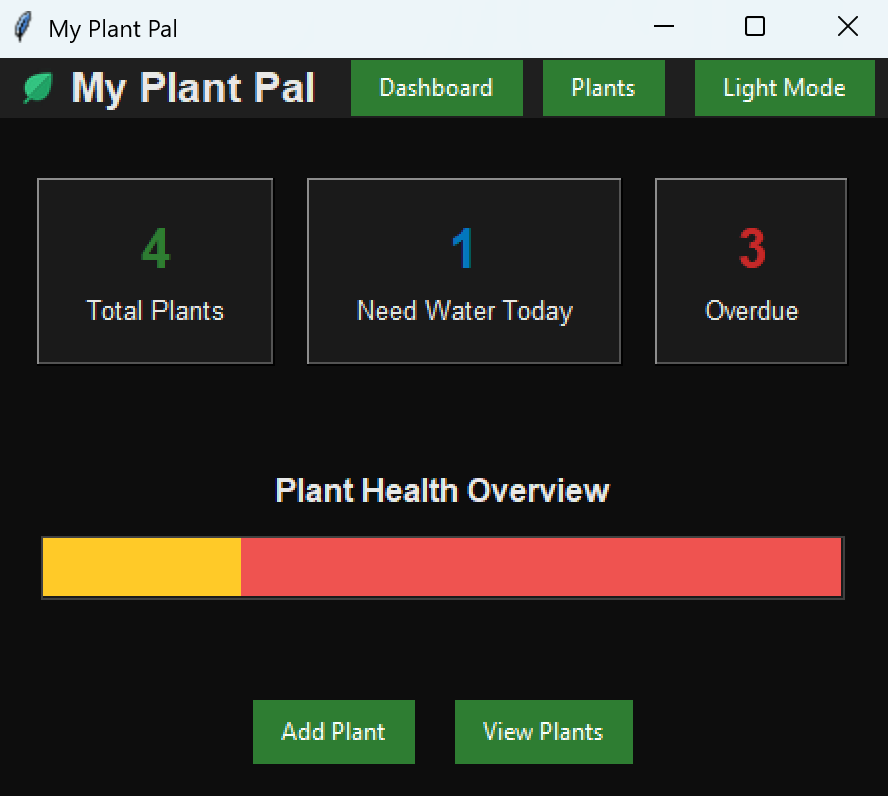 My Plant Pal
My Plant Pal Dashboard Plants Light Mode
4 1 3
Total Plants Need Water Today Overdue
Plant Health Overview
Add Plant View Plants